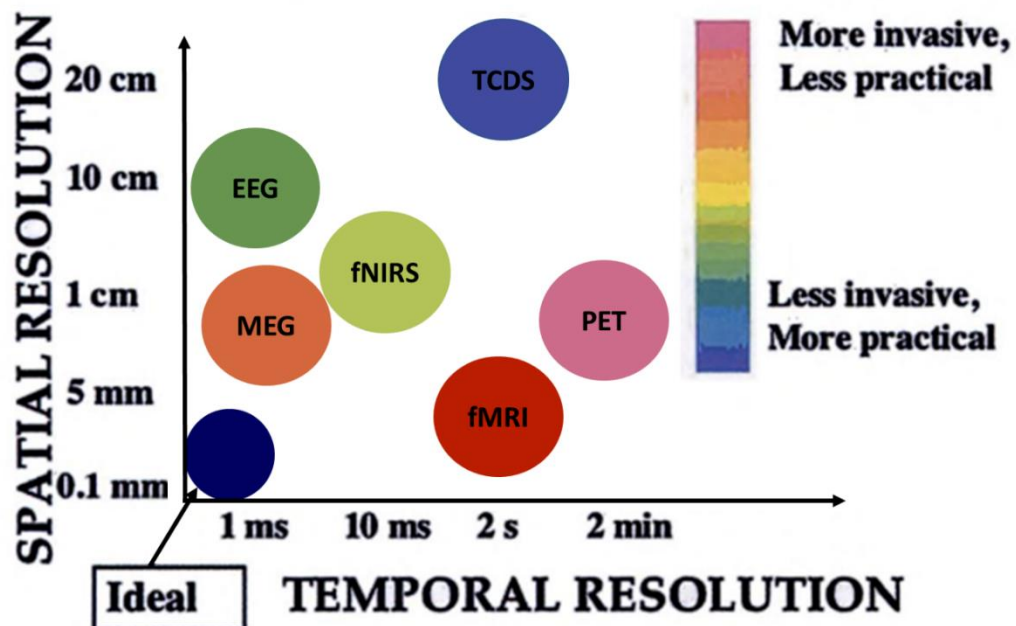 SPATIAL RESOLUTION
20 cm
10 cm
1 cm
5 mm
0.1 mm
TCDS
EEG
fNIRS
MEG
PET
fMRI
More invasive,
Less practical
Less invasive,
More practical
1 ms
10 ms
2 s
2 min
Ideal
TEMPORAL RESOLUTION